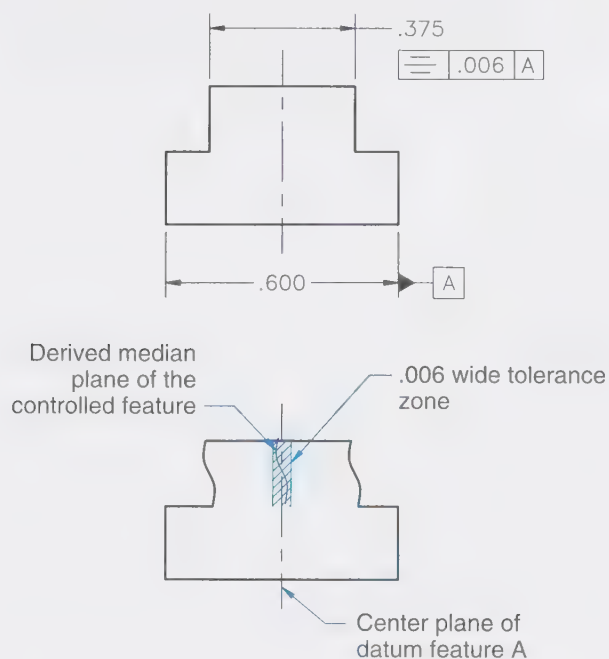 .375
⌯ .006 A
.600
A
Derived median
plane of the
controlled feature
.006 wide tolerance
zone
Center plane of
datum feature A